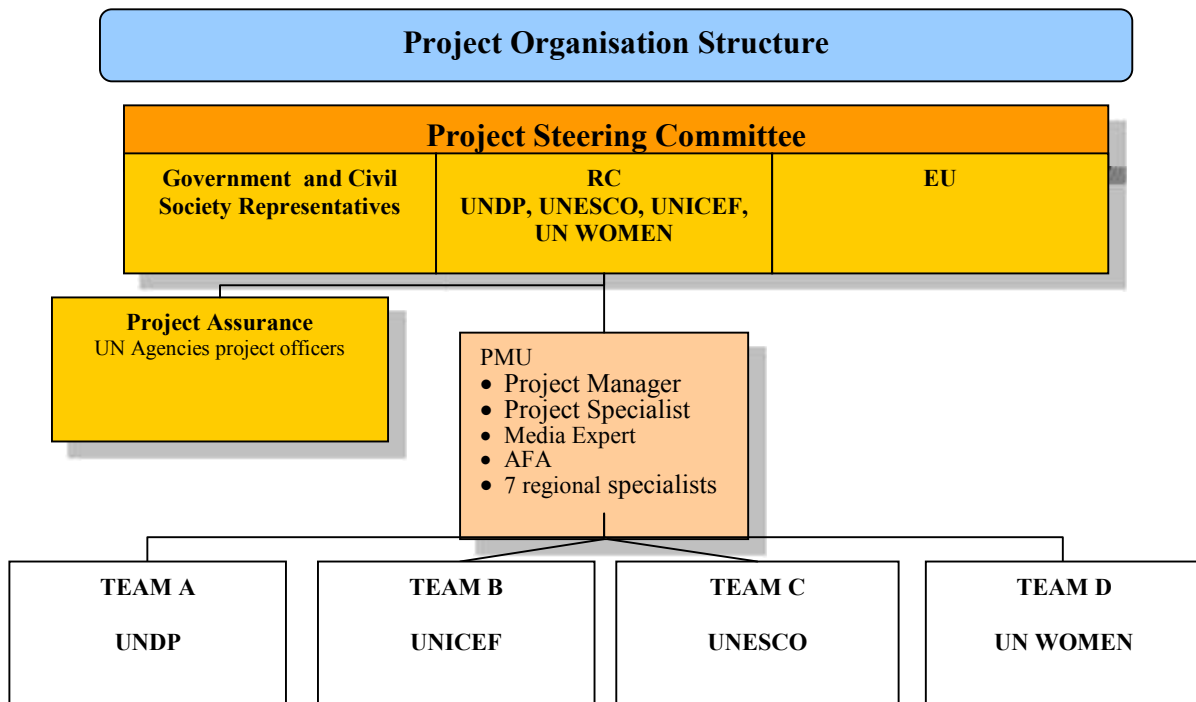 Project Organisation Structure
Project Steering Committee
Government and Civil
Society Representatives
RC
UNDP, UNESCO, UNICEF,
UN WOMEN
EU
Project Assurance
UN Agencies project officers
PMU
• Project Manager
• Project Specialist
• Media Expert
• AFA
• 7 regional specialists
TEAM A
UNDP
TEAM B
UNICEF
TEAM C
UNESCO
TEAM D
UN WOMEN